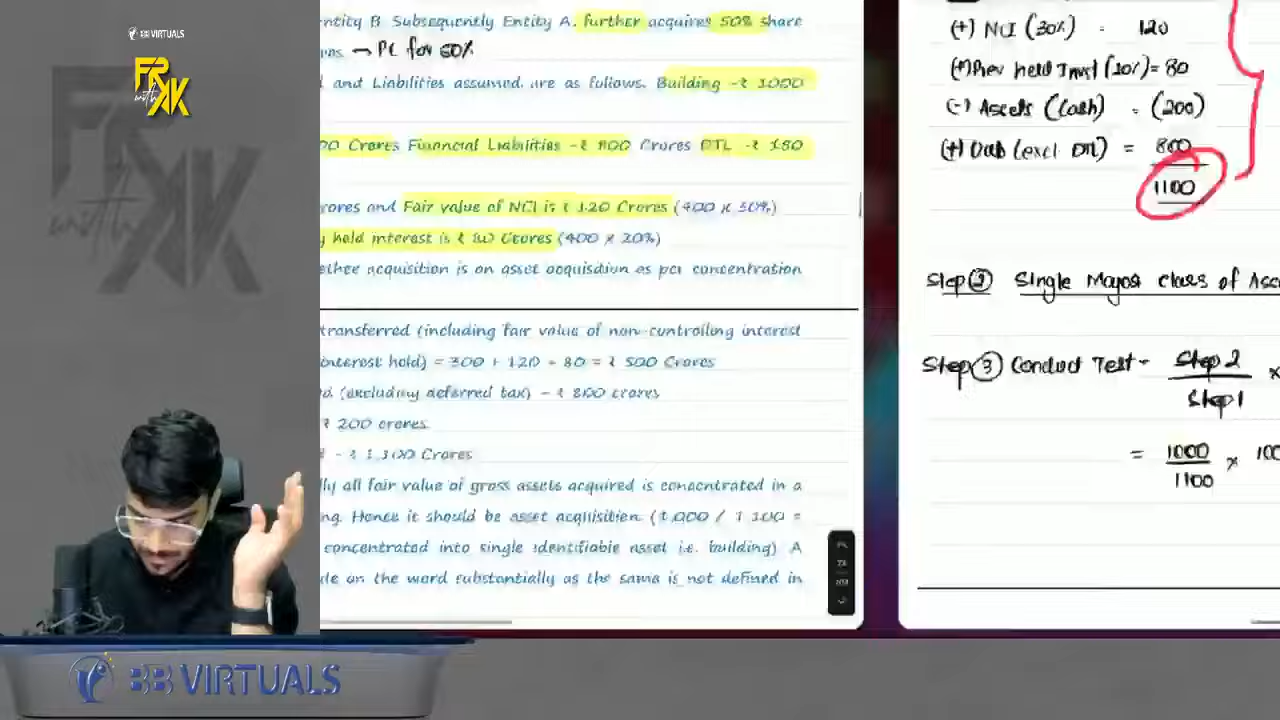 BB VIRTUALS
FR
with
AK
ntity B. Subsequently Entity A. further acquires 50% share
→ PC for 50%
l and Liabilities assumed are as follows. Building - ₹ 1000
00 Crores Financial Liabilities - ₹ 800 Crores DTL - ₹ 180
rores and Fair value of NCI is ₹ 120 Crores (400 x 30%)
y held interest is ₹ 80 Crores (400 x 20%)
ether acquisition is an asset acquisition as per concentration
transferred (including fair value of non-controlling interest
interest held) = 300 + 120 + 80 = ₹ 500 Crores
d (excluding deferred tax) - ₹ 800 crores
₹ 200 crores.
- ₹ 1,100 Crores
ly all fair value of gross assets acquired is concentrated in a
ng. Hence it should be asset acquisition (1,000 / 1,100 =
concentrated into single identifiable asset i.e. building). A
de on the word substantially as the same is not defined in
(+) NCI (30%) = 120
Prev held Invst (20%) = 80
(-) Assets (Cash) = (200)
(+) (excl DTL) = 800
1100
Step ② Single Major Class of Ass
Step ③ Conduct Test - Step 2 x
Step 1
= 1000 x 100
1100
BB VIRTUALS